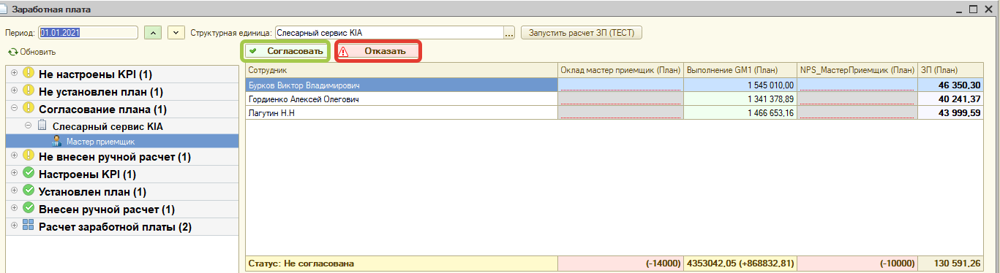 Заработная плата
Период: 01.01.2021 Структурная единица: Слесарный сервис KIA ... Запустить расчет ЗП (ТЕСТ)
Обновить
Согласовать Отказать
Не настроены KPI (1)
Не установлен план (1)
Согласование плана (1)
Слесарный сервис KIA
Мастер приемщик
Не внесен ручной расчет (1)
Настроены KPI (1)
Установлен план (1)
Внесен ручной расчет (1)
Расчет заработной платы (2)
Сотрудник Оклад мастер приемщик (План) Выполнение GM1 (План) NPS_МастерПриемщик (План) ЗП (План)
Бурков Виктор Владимирович 1 545 010,00 46 350,30
Гордиенко Алексей Олегович 1 341 378,89 40 241,37
Лагутин Н.Н 1 466 653,16 43 999,59
Статус: Не согласована (-14000) 4353042,05 (+868832,81) (-10000) 130 591,26